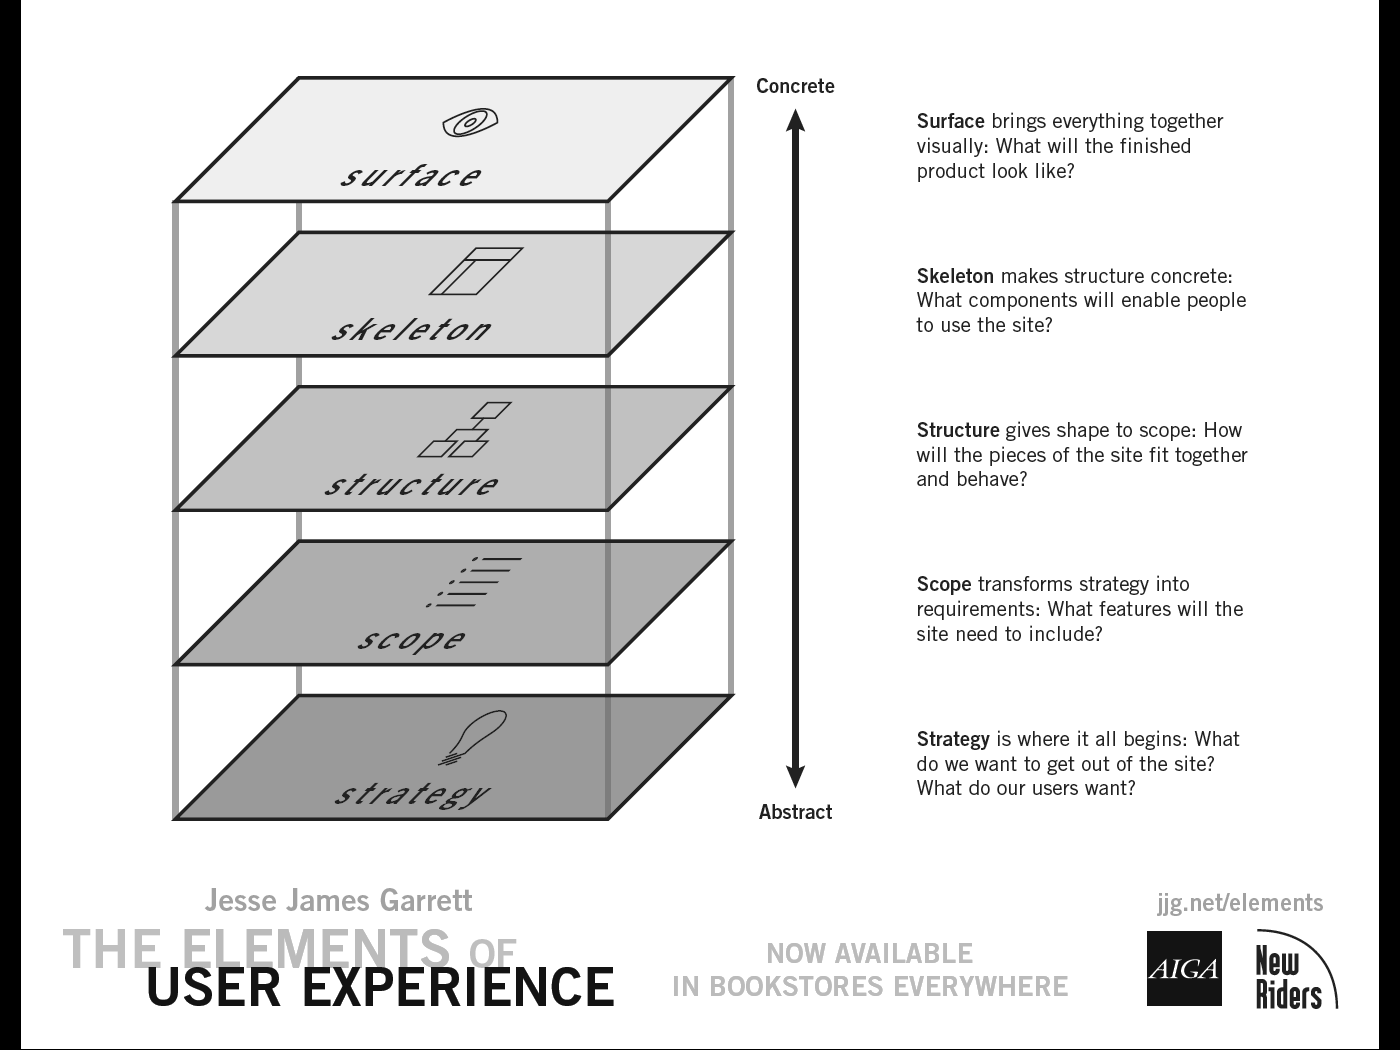 Concrete
surface
Surface brings everything together
visually: What will the finished
product look like?
skeleton
Skeleton makes structure concrete:
What components will enable people
to use the site?
structure
Structure gives shape to scope: How
will the pieces of the site fit together
and behave?
scope
Scope transforms strategy into
requirements: What features will the
site need to include?
strategy
Strategy is where it all begins: What
do we want to get out of the site?
What do our users want?
Abstract
Jesse James Garrett
THE ELEMENTS OF
USER EXPERIENCE
NOW AVAILABLE
IN BOOKSTORES EVERYWHERE
jjg.net/elements
AIGA
New
Riders